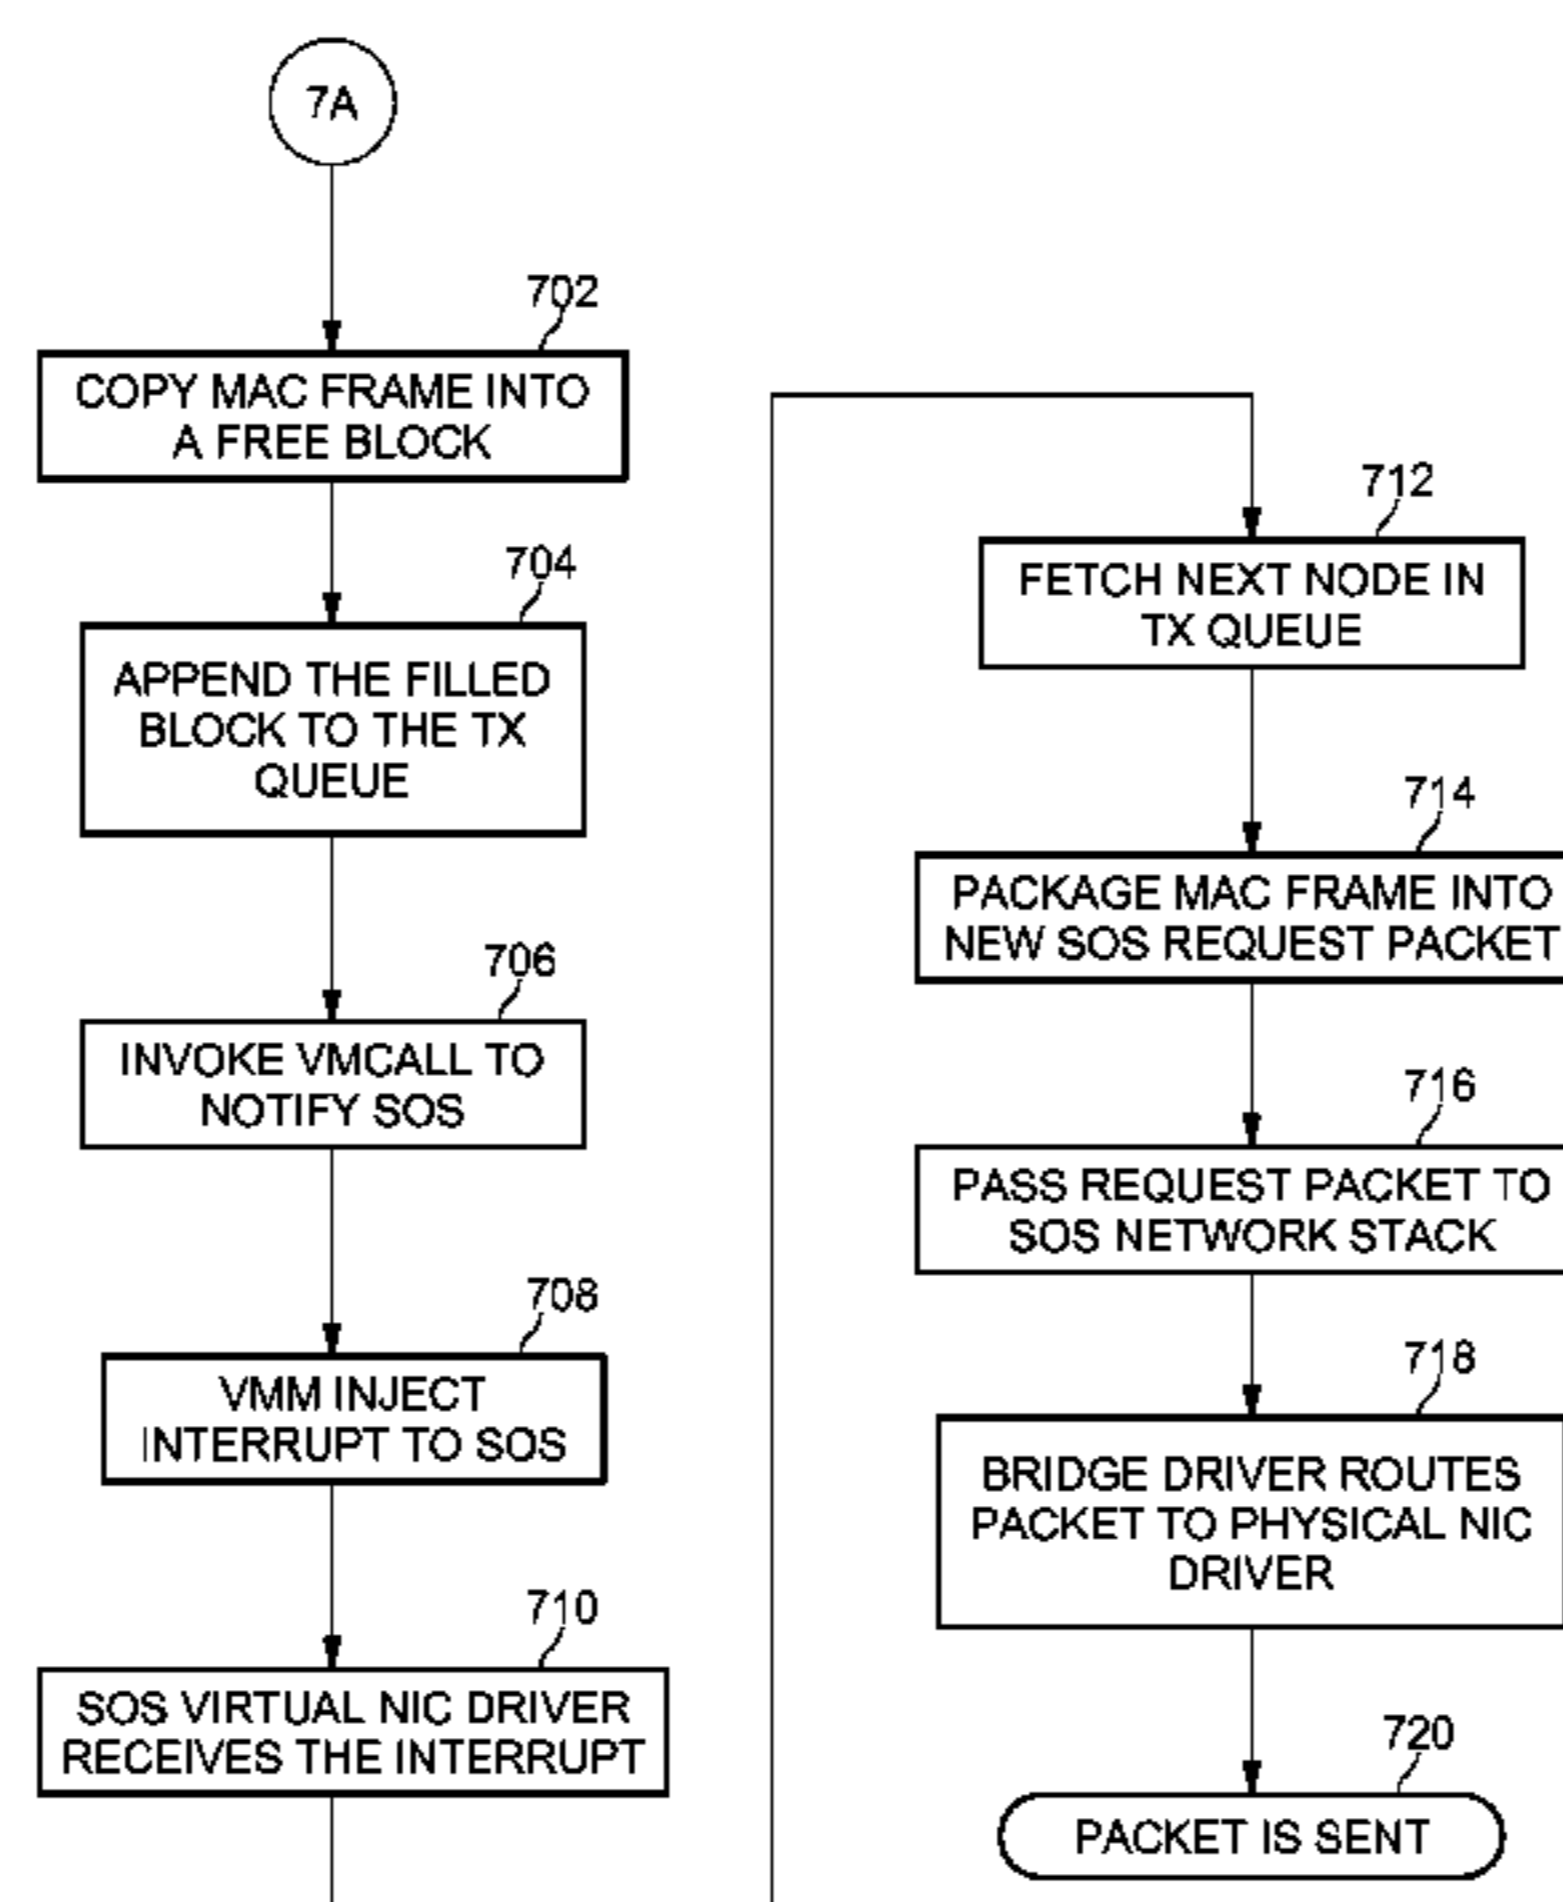 7A
702
COPY MAC FRAME INTO
A FREE BLOCK
704
APPEND THE FILLED
BLOCK TO THE TX
QUEUE
706
INVOKE VMCALL TO
NOTIFY SOS
708
VMM INJECT
INTERRUPT TO SOS
710
SOS VIRTUAL NIC DRIVER
RECEIVES THE INTERRUPT
712
FETCH NEXT NODE IN
TX QUEUE
714
PACKAGE MAC FRAME INTO
NEW SOS REQUEST PACKET
716
PASS REQUEST PACKET TO
SOS NETWORK STACK
718
BRIDGE DRIVER ROUTES
PACKET TO PHYSICAL NIC
DRIVER
720
PACKET IS SENT